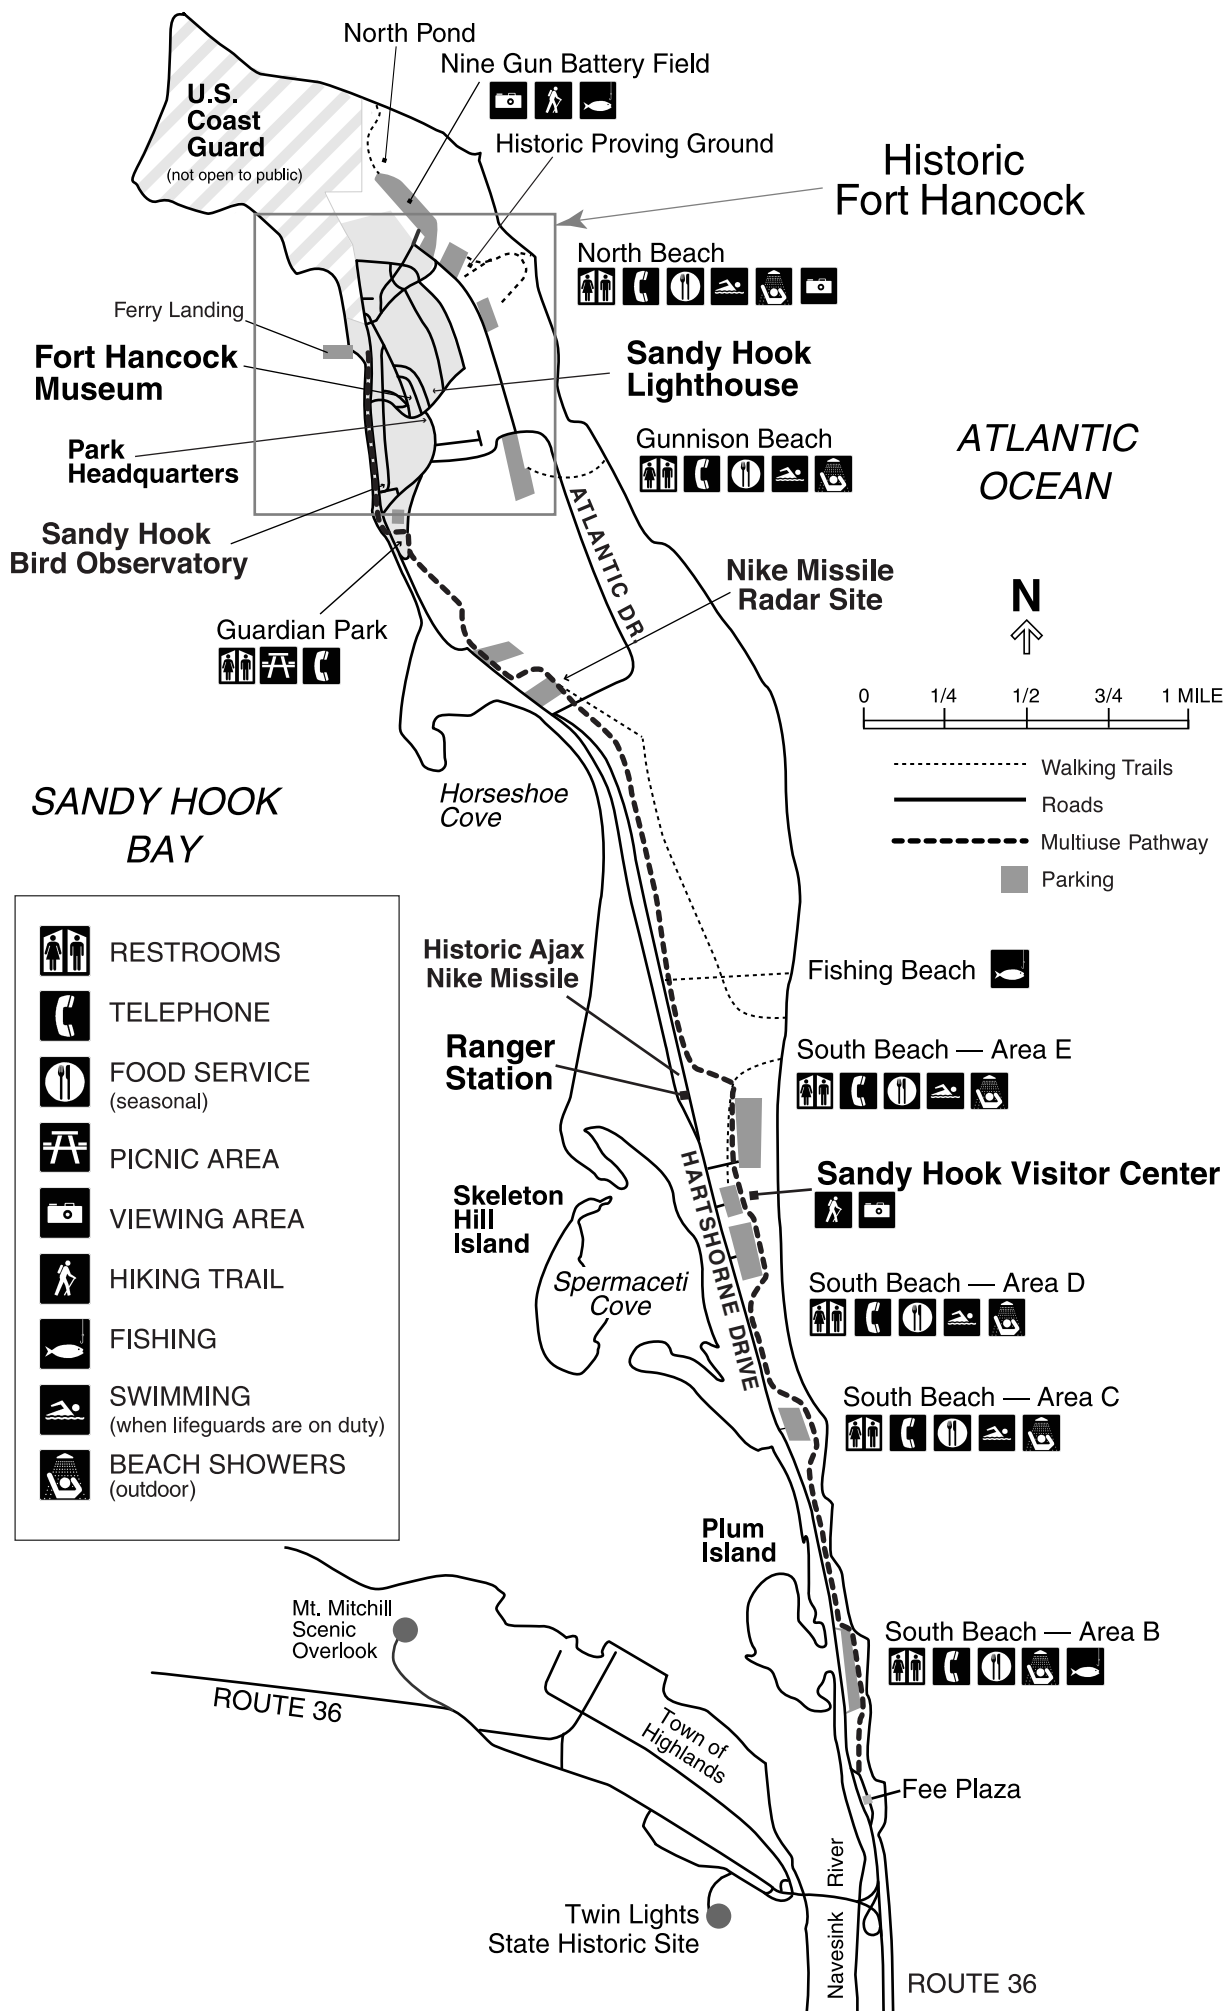 North Pond
Nine Gun Battery Field
U.S.
Coast
Guard
(not open to public)
Historic Proving Ground
Historic
Fort Hancock
North Beach
Ferry Landing
Fort Hancock
Museum
Sandy Hook
Lighthouse
Park
Headquarters
Gunnison Beach
ATLANTIC
OCEAN
ATLANTIC DR.
Sandy Hook
Bird Observatory
Nike Missile
Radar Site
N
Guardian Park
0 1/4 1/2 3/4 1 MILE
Walking Trails
Roads
Multiuse Pathway
Parking
Horseshoe
Cove
SANDY HOOK
BAY
RESTROOMS
TELEPHONE
FOOD SERVICE
(seasonal)
PICNIC AREA
VIEWING AREA
HIKING TRAIL
FISHING
SWIMMING
(when lifeguards are on duty)
BEACH SHOWERS
(outdoor)
Historic Ajax
Nike Missile
Fishing Beach
Ranger
Station
South Beach — Area E
HARTSHORNE DRIVE
Sandy Hook Visitor Center
Skeleton
Hill
Island
Spermaceti
Cove
South Beach — Area D
South Beach — Area C
Plum
Island
Mt. Mitchill
Scenic
Overlook
South Beach — Area B
ROUTE 36
Town of
Highlands
Fee Plaza
Navesink River
Twin Lights
State Historic Site
ROUTE 36